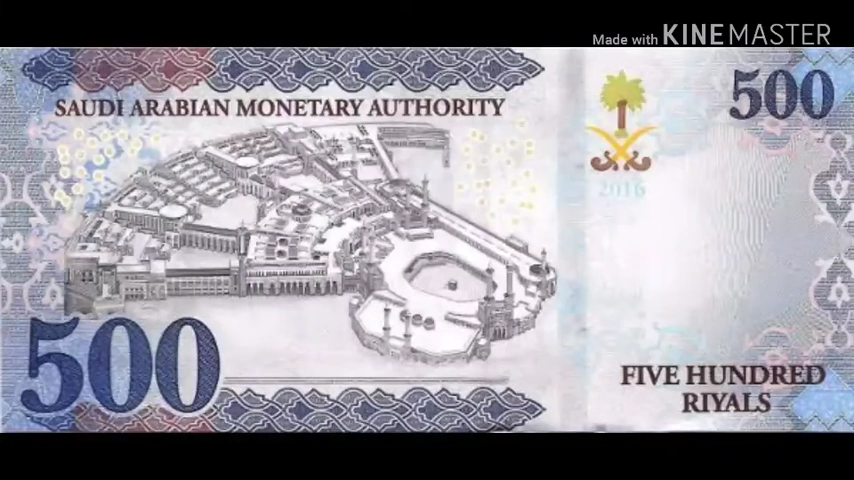 Made with KINEMASTER
SAUDI ARABIAN MONETARY AUTHORITY
500
2016
500
FIVE HUNDRED
RIYALS